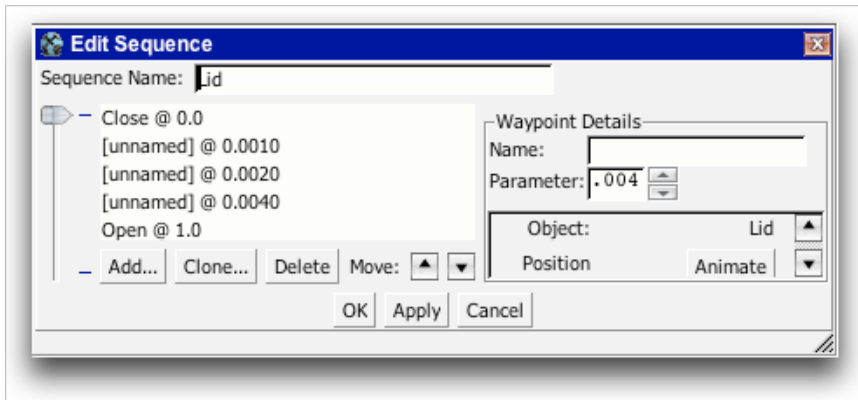 Edit Sequence
Sequence Name: Lid
Close @ 0.0
[unnamed] @ 0.0010
[unnamed] @ 0.0020
[unnamed] @ 0.0040
Open @ 1.0
Add... Clone... Delete Move:
Waypoint Details
Name:
Parameter: .004
Object: Lid
Position Animate
OK Apply Cancel